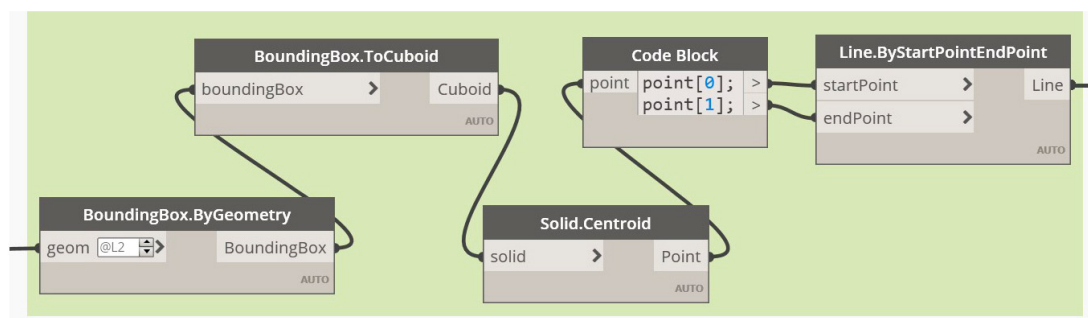 BoundingBox.ToCuboid
boundingBox > Cuboid
AUTO
Code Block
point point[0]; >
point[1]; >
Line.ByStartPointEndPoint
startPoint > Line
endPoint >
AUTO
BoundingBox.ByGeometry
geom @L2 > BoundingBox
AUTO
Solid.Centroid
solid > Point
AUTO